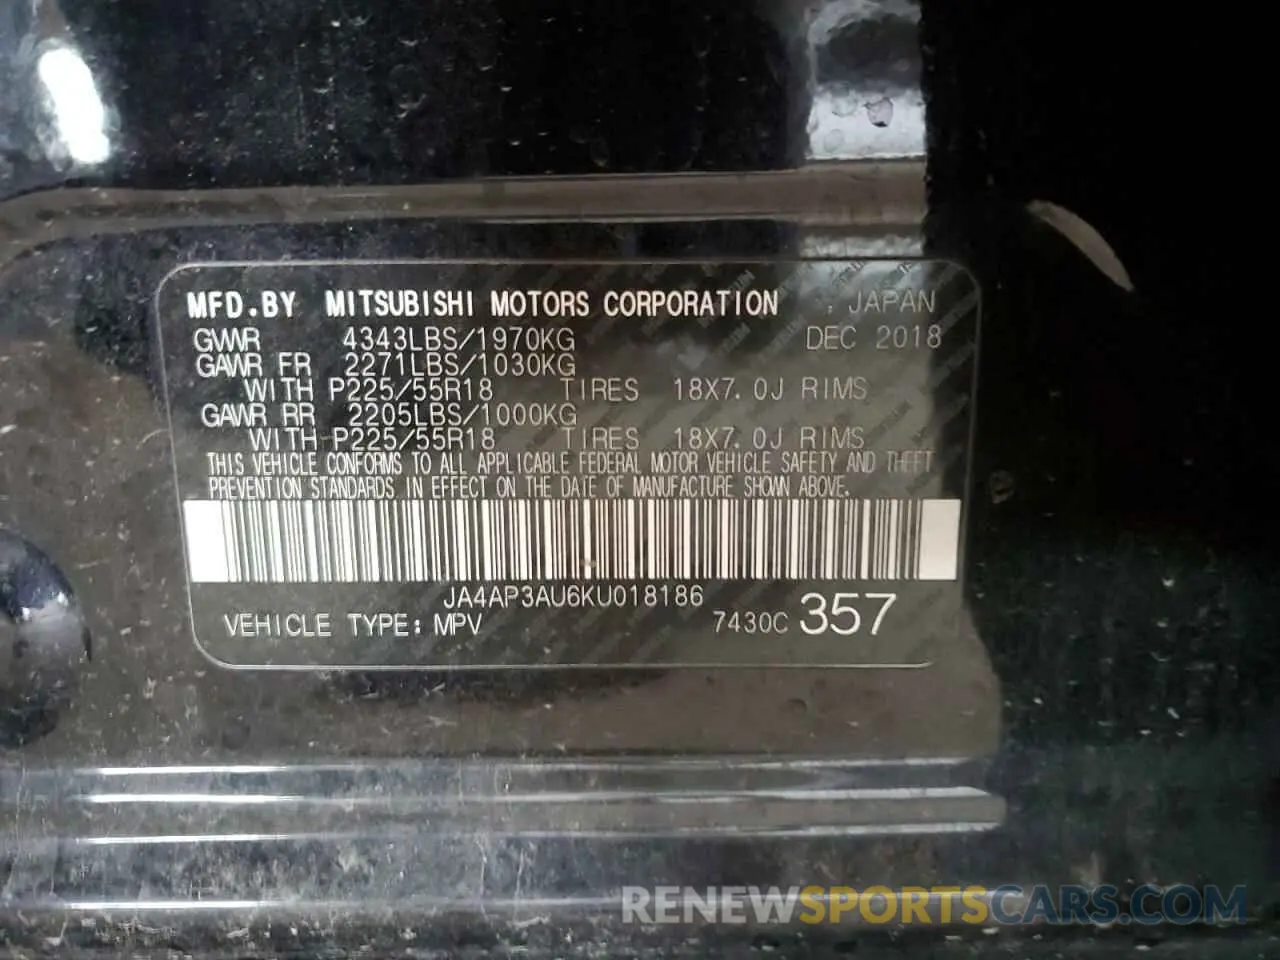 MFD.BY MITSUBISHI MOTORS CORPORATION , JAPAN
GVWR 4343LBS/1970KG DEC 2018
GAWR FR 2271LBS/1030KG
WITH P225/55R18 TIRES 18X7.0J RIMS
GAWR RR 2205LBS/1000KG
WITH P225/55R18 TIRES 18X7.0J RIMS
THIS VEHICLE CONFORMS TO ALL APPLICABLE FEDERAL MOTOR VEHICLE SAFETY AND THEFT
PREVENTION STANDARDS IN EFFECT ON THE DATE OF MANUFACTURE SHOWN ABOVE.
JA4AP3AU6KU018186
VEHICLE TYPE: MPV 7430C 357
RENEWSPORTSCARS.COM